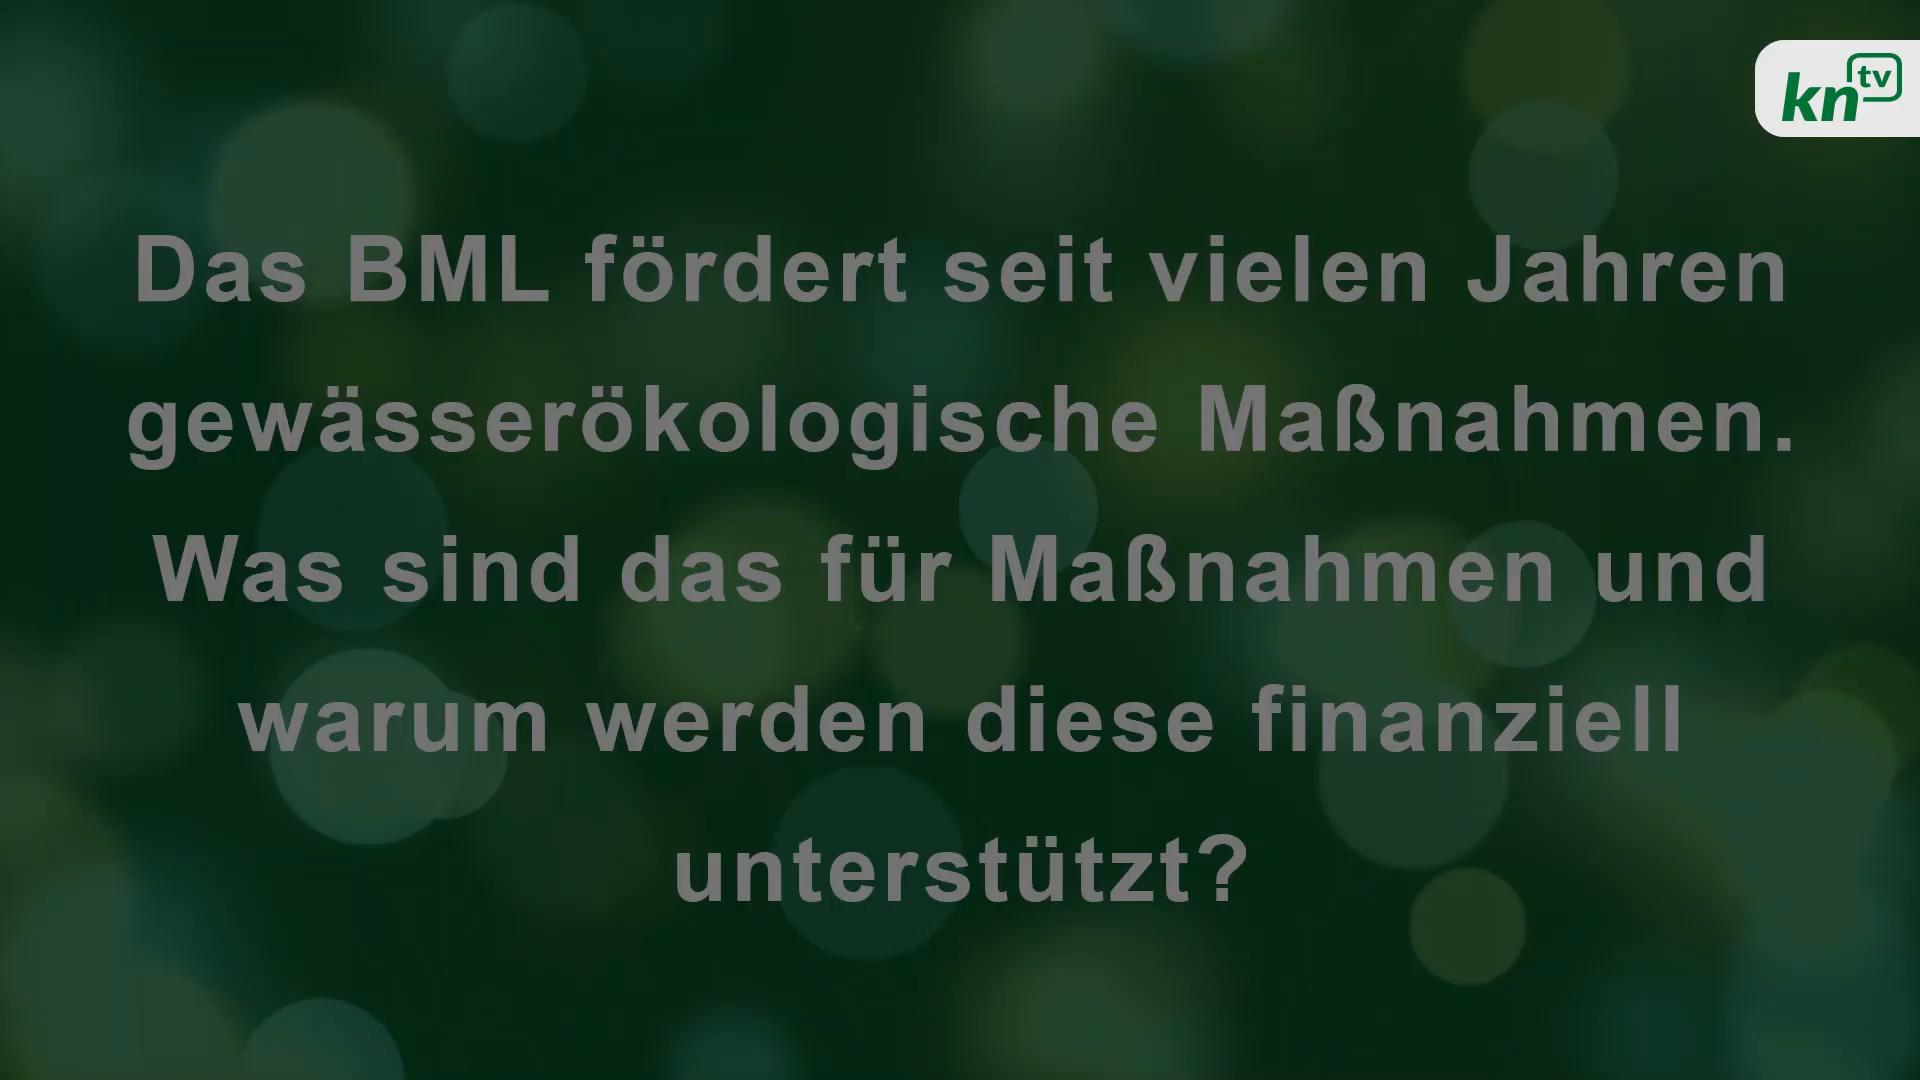 kn tv
Das BML fördert seit vielen Jahren
gewässerökologische Maßnahmen.
Was sind das für Maßnahmen und
warum werden diese finanziell
unterstützt?